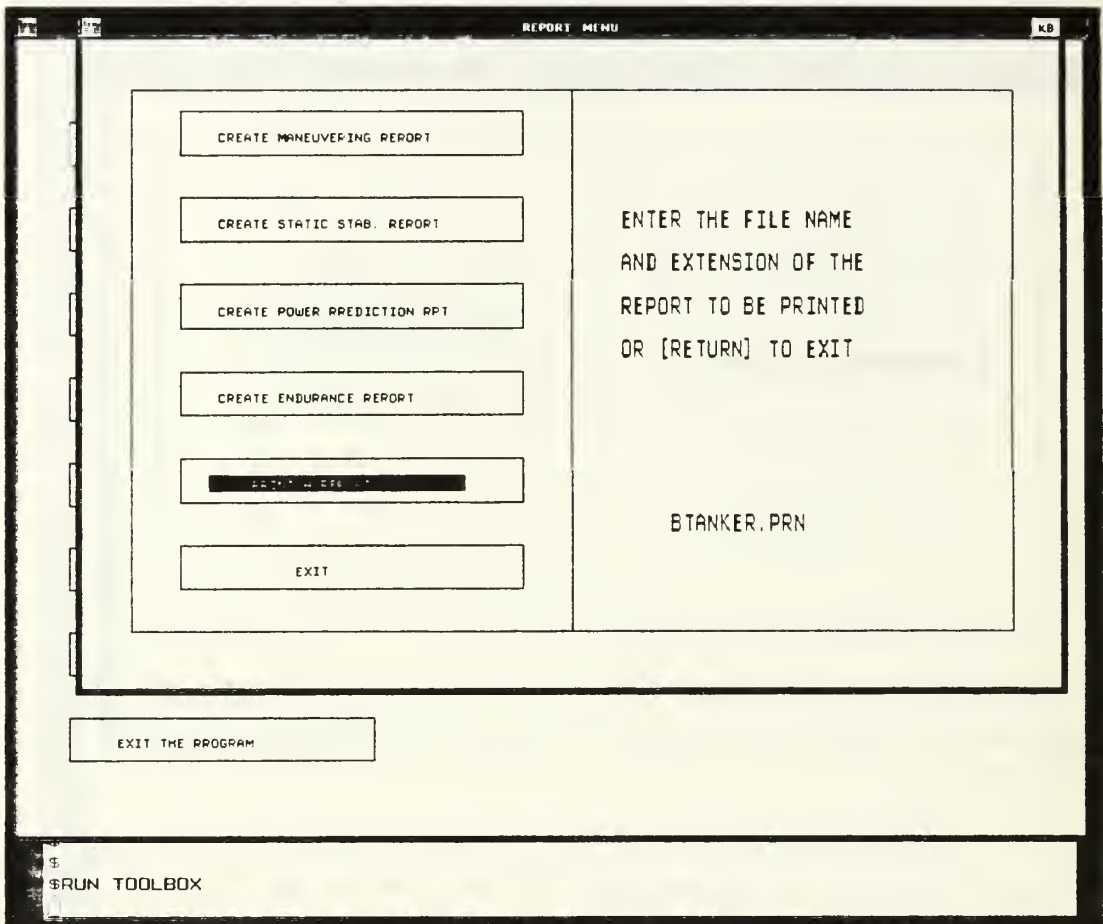 REPORT MENU
KB
CREATE MANEUVERING REPORT
CREATE STATIC STAB. REPORT
CREATE POWER PREDICTION RPT
CREATE ENDURANCE REPORT
EXIT
ENTER THE FILE NAME
AND EXTENSION OF THE
REPORT TO BE PRINTED
OR [RETURN] TO EXIT
BTANKER.PRN
EXIT THE PROGRAM
$
$RUN TOOLBOX